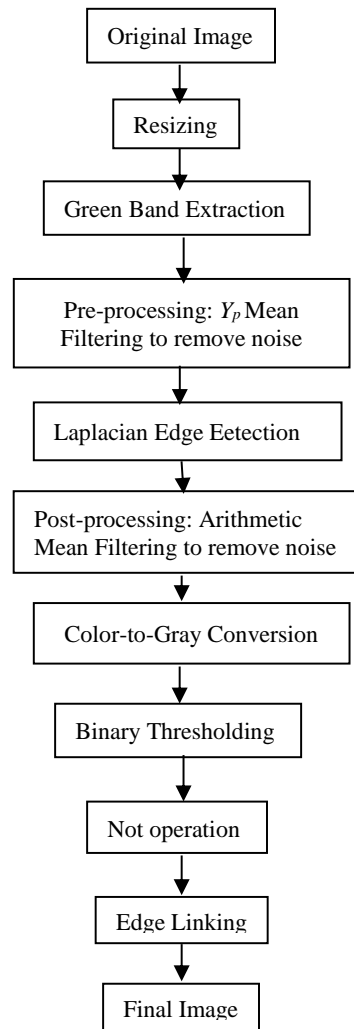 Original Image
Resizing
Green Band Extraction
Pre-processing: Yp Mean
Filtering to remove noise
Laplacian Edge Eetection
Post-processing: Arithmetic
Mean Filtering to remove noise
Color-to-Gray Conversion
Binary Thresholding
Not operation
Edge Linking
Final Image